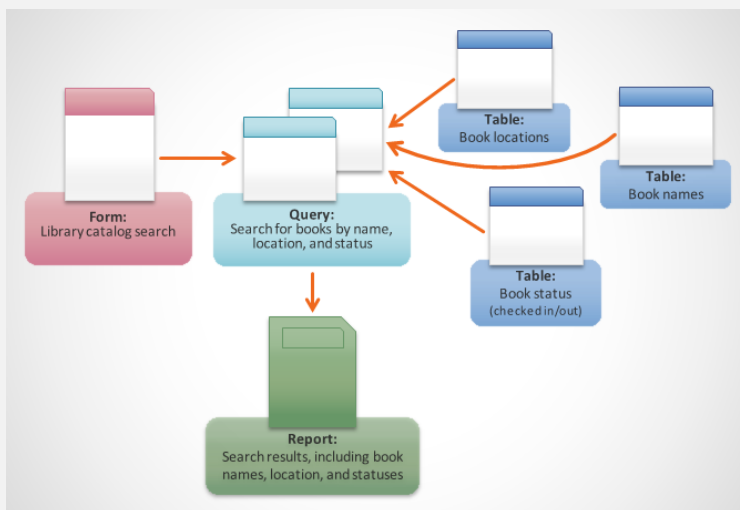 Table:
Book locations
Table:
Book names
Form:
Library catalog search
Query:
Search for books by name,
location, and status
Table:
Book status
(checked in/out)
Report:
Search results, including book
names, location, and statuses